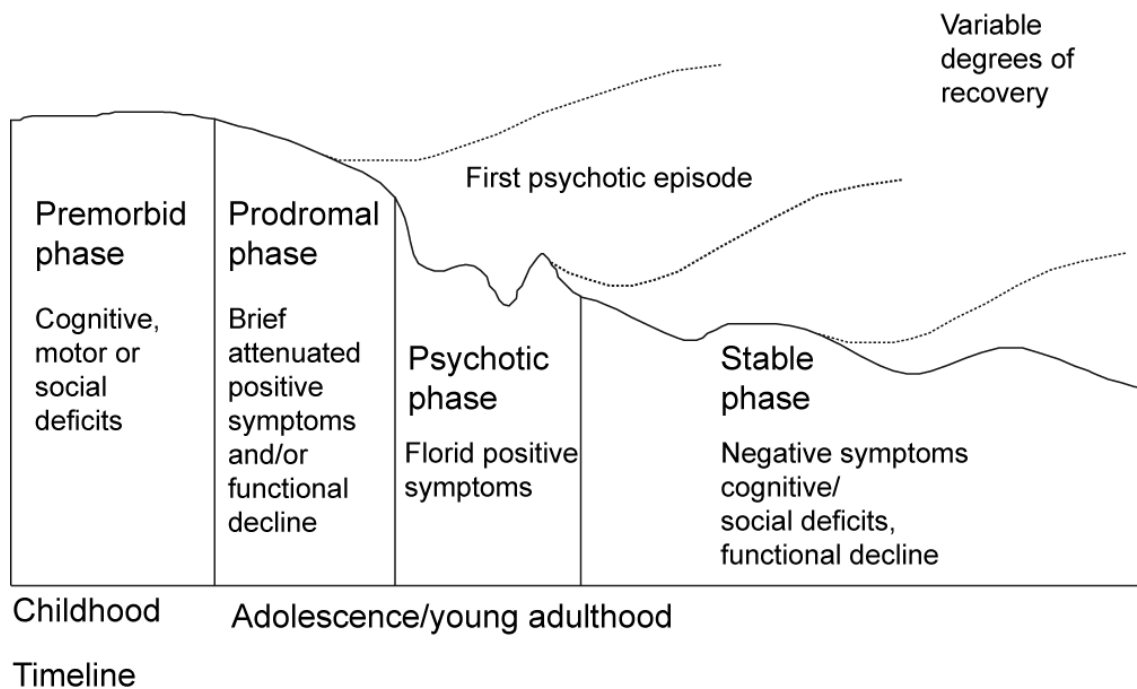 Variable
degrees of
recovery
First psychotic episode
Premorbid
phase
Cognitive,
motor or
social
deficits
Prodromal
phase
Brief
attenuated
positive
symptoms
and/or
functional
decline
Psychotic
phase
Florid positive
symptoms
Stable
phase
Negative symptoms
cognitive/
social deficits,
functional decline
Childhood
Adolescence/young adulthood
Timeline